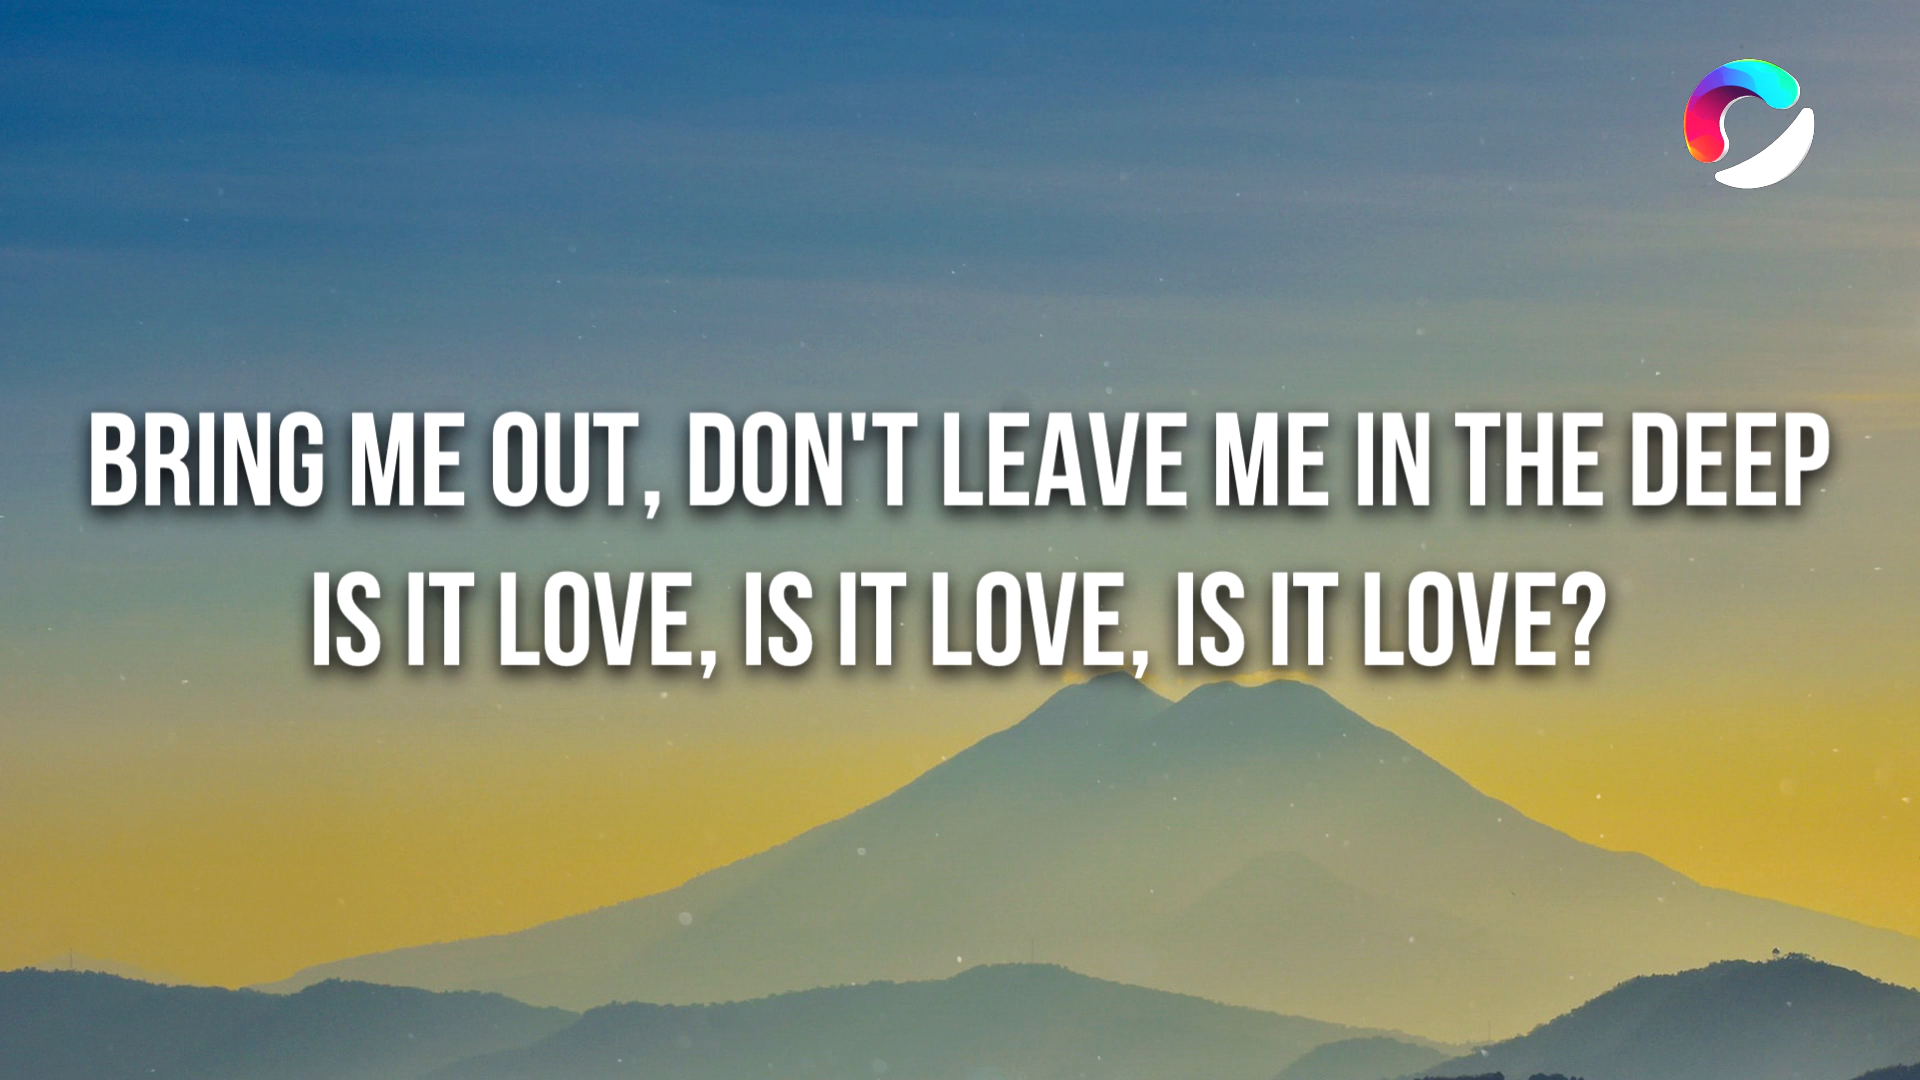 BRING ME OUT, DON'T LEAVE ME IN THE DEEP
IS IT LOVE, IS IT LOVE, IS IT LOVE?